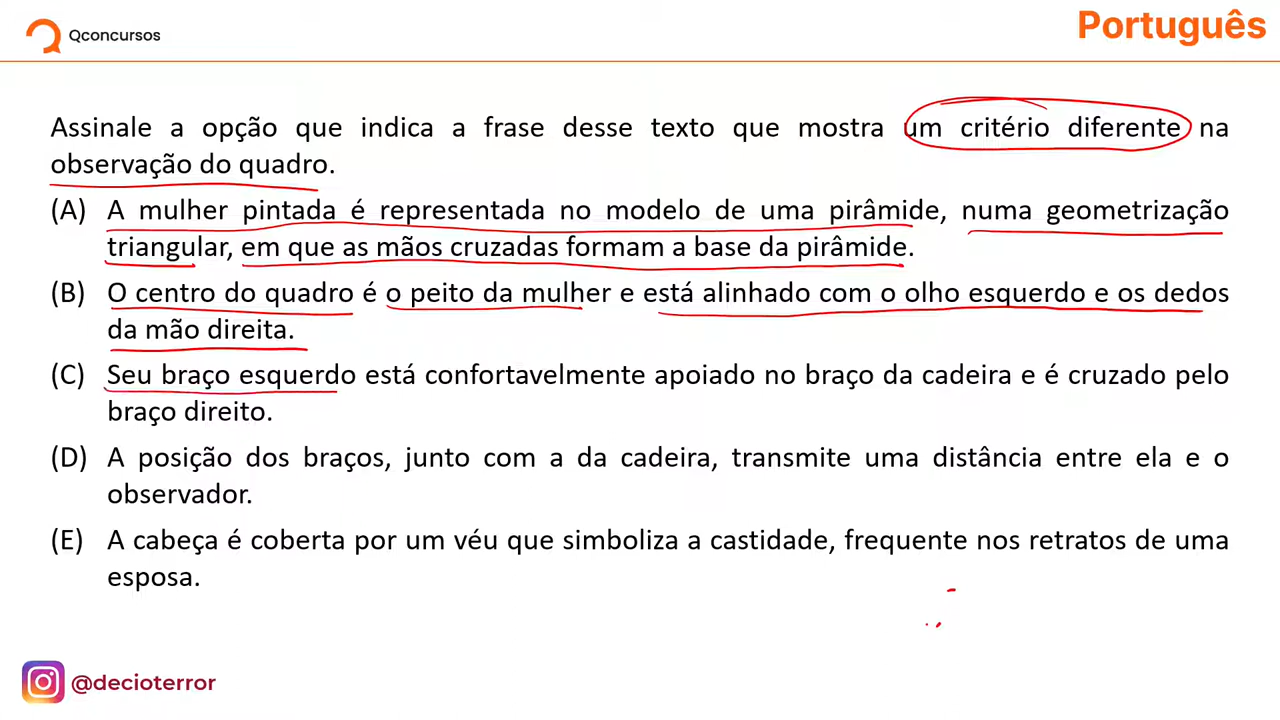 Qconcursos
Português
Assinale a opção que indica a frase desse texto que mostra um critério diferente na
observação do quadro.
(A) A mulher pintada é representada no modelo de uma pirâmide, numa geometrização
triangular, em que as mãos cruzadas formam a base da pirâmide.
(B) O centro do quadro é o peito da mulher e está alinhado com o olho esquerdo e os dedos
da mão direita.
(C) Seu braço esquerdo está confortavelmente apoiado no braço da cadeira e é cruzado pelo
braço direito.
(D) A posição dos braços, junto com a da cadeira, transmite uma distância entre ela e o
observador.
(E) A cabeça é coberta por um véu que simboliza a castidade, frequente nos retratos de uma
esposa.
@decioterror